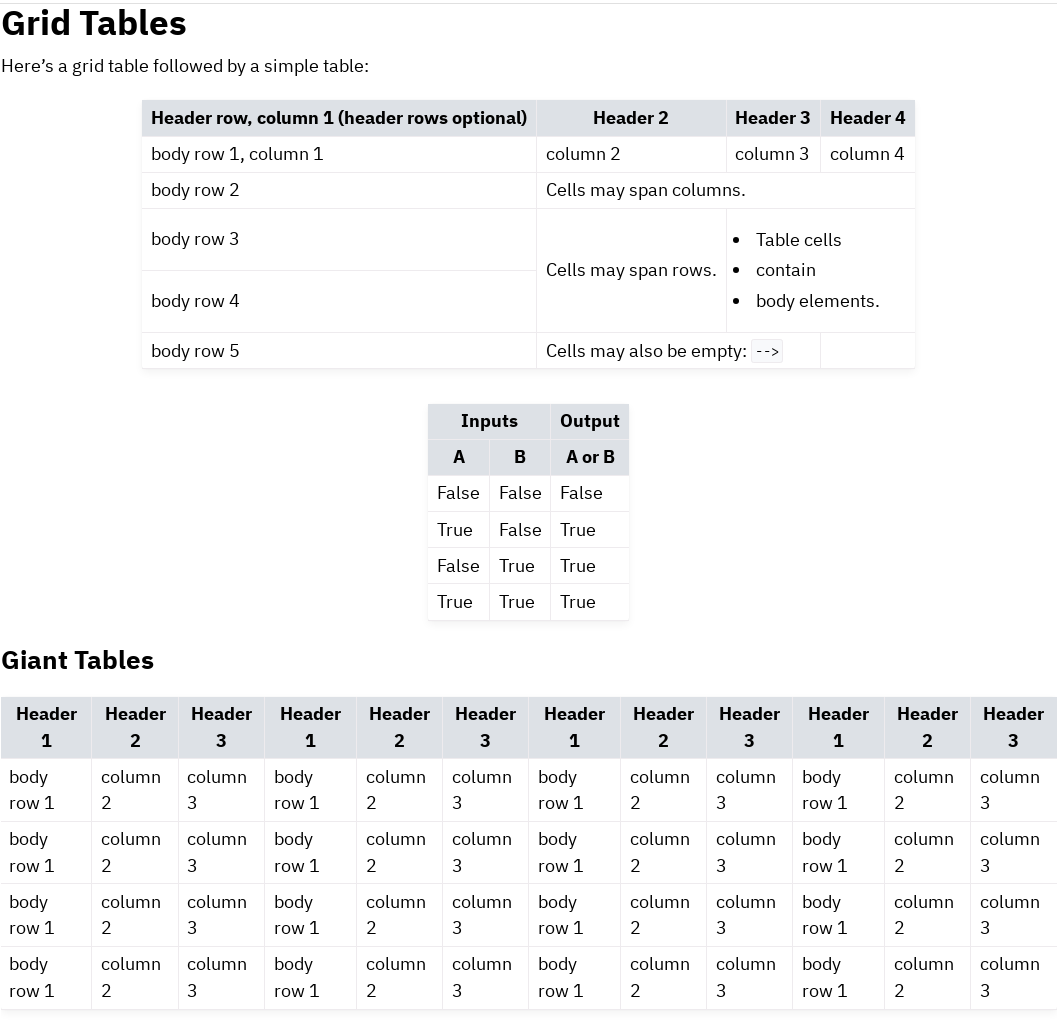 Grid Tables
Here’s a grid table followed by a simple table:
Header row, column 1 (header rows optional) Header 2 Header 3 Header 4
body row 1, column 1 column 2 column 3 column 4
body row 2 Cells may span columns.
body row 3
Cells may span rows.
• Table cells
• contain
• body elements.
body row 4
body row 5 Cells may also be empty: -->
Inputs Output
A B A or B
False False False
True False True
False True True
True True True
Giant Tables
Header Header Header Header Header Header Header Header Header Header Header Header
1 2 3 1 2 3 1 2 3 1 2 3
body column column body column column body column column body column column
row 1 2 3 row 1 2 3 row 1 2 3 row 1 2 3
body column column body column column body column column body column column
row 1 2 3 row 1 2 3 row 1 2 3 row 1 2 3
body column column body column column body column column body column column
row 1 2 3 row 1 2 3 row 1 2 3 row 1 2 3
body column column body column column body column column body column column
row 1 2 3 row 1 2 3 row 1 2 3 row 1 2 3